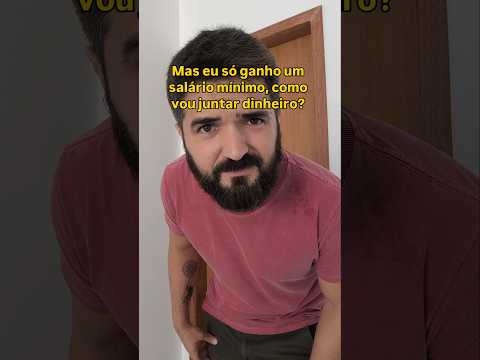 Mas eu só ganho um
salário mínimo, como
vou juntar dinheiro?